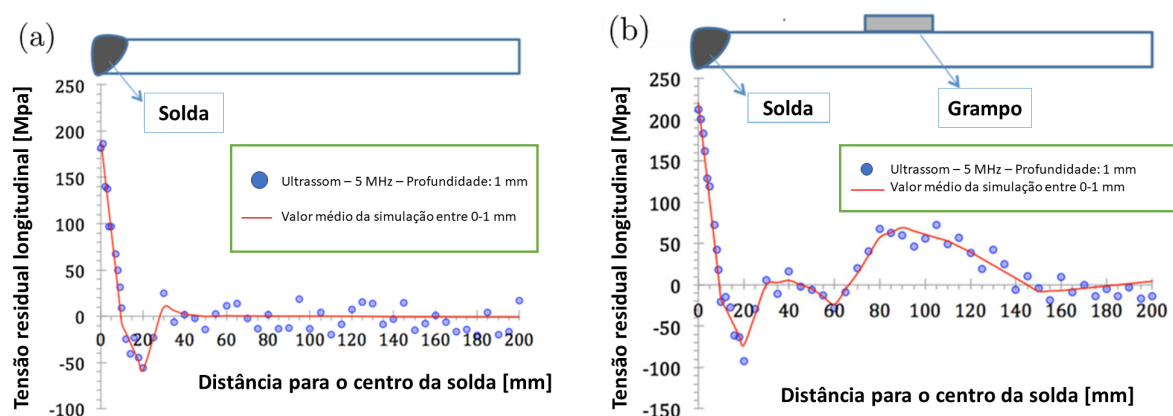 (a)
Solda
Tensão residual longitudinal [Mpa]
250
200
150
100
50
0
-50
-100
0 20 40 60 80 100 120 140 160 180 200
Ultrassom – 5 MHz – Profundidade: 1 mm
Valor médio da simulação entre 0-1 mm
Distância para o centro da solda [mm]
(b)
Solda
Grampo
Tensão residual longitudinal [Mpa]
250
200
150
100
50
0
-50
-100
-150
0 20 40 60 80 100 120 140 160 180 200
Ultrassom – 5 MHz – Profundidade: 1 mm
Valor médio da simulação entre 0-1 mm
Distância para o centro da solda [mm]